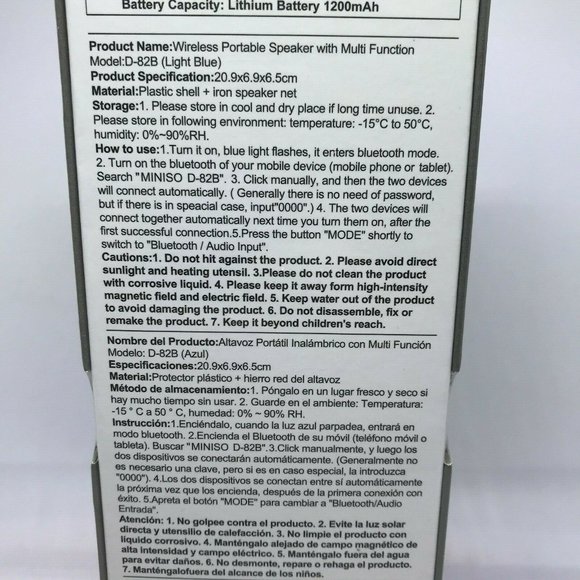 Battery Capacity: Lithium Battery 1200mAh
Product Name:Wireless Portable Speaker with Multi Function
Model:D-82B (Light Blue)
Product Specification:20.9x6.9x6.5cm
Material:Plastic shell + iron speaker net
Storage:1. Please store in cool and dry place if long time unuse. 2.
Please store in following environment: temperature: -15°C to 50°C,
humidity: 0%~90%RH.
How to use:1.Turn it on, blue light flashes, it enters bluetooth mode.
2. Turn on the bluetooth of your mobile device (mobile phone or tablet).
Search "MINISO D-82B". 3. Click manually, and then the two devices
will connect automatically. ( Generally there is no need of password,
but if there is in speacial case, input"0000".) 4. The two devices will
connect together automatically next time you turn them on, after the
first successful connection.5.Press the button "MODE" shortly to
switch to "Bluetooth / Audio Input".
Cautions:1. Do not hit against the product. 2. Please avoid direct
sunlight and heating utensil. 3.Please do not clean the product
with corrosive liquid. 4. Please keep it away form high-intensity
magnetic field and electric field. 5. Keep water out of the product
to avoid damaging the product. 6. Do not disassemble, fix or
remake the product. 7. Keep it beyond children's reach.
Nombre del Producto:Altavoz Portátil Inalámbrico con Multi Función
Modelo: D-82B (Azul)
Especificaciones:20.9x6.9x6.5cm
Material:Protector plástico + hierro red del altavoz
Método de almacenamiento:1. Póngalo en un lugar fresco y seco si
hay mucho tiempo sin usar. 2. Guarde en el ambiente: Temperatura:
-15 ° C a 50 ° C, humedad: 0% ~ 90% RH.
Instrucción:1.Enciéndalo, cuando la luz azul parpadea, entrará en
modo bluetooth. 2.Encienda el Bluetooth de su móvil (teléfono móvil o
tableta). Buscar "MINISO D-82B".3.Click manualmente, y luego los
dos dispositivos se conectarán automáticamente. (Generalmente no
es necesario una clave, pero si es en caso especial, la introduzca
"0000"). 4.Los dos dispositivos se conectan entre sí automáticamente
la próxima vez que los encienda, después de la primera conexión con
éxito. 5.Apreta el botón "MODE" para cambiar a "Bluetooth/Audio
Entrada".
Atención: 1. No golpee contra el producto. 2. Evite la luz solar
directa y utensilio de calefacción. 3. No limpie el producto con
líquido corrosivo. 4. Manténgalo alejado de campo magnético de
alta intensidad y campo eléctrico. 5. Manténgalo fuera del agua
para evitar daños. 6. No desmonte, repare o rehaga el producto.
7. Manténgalofuera del alcance de los niños.